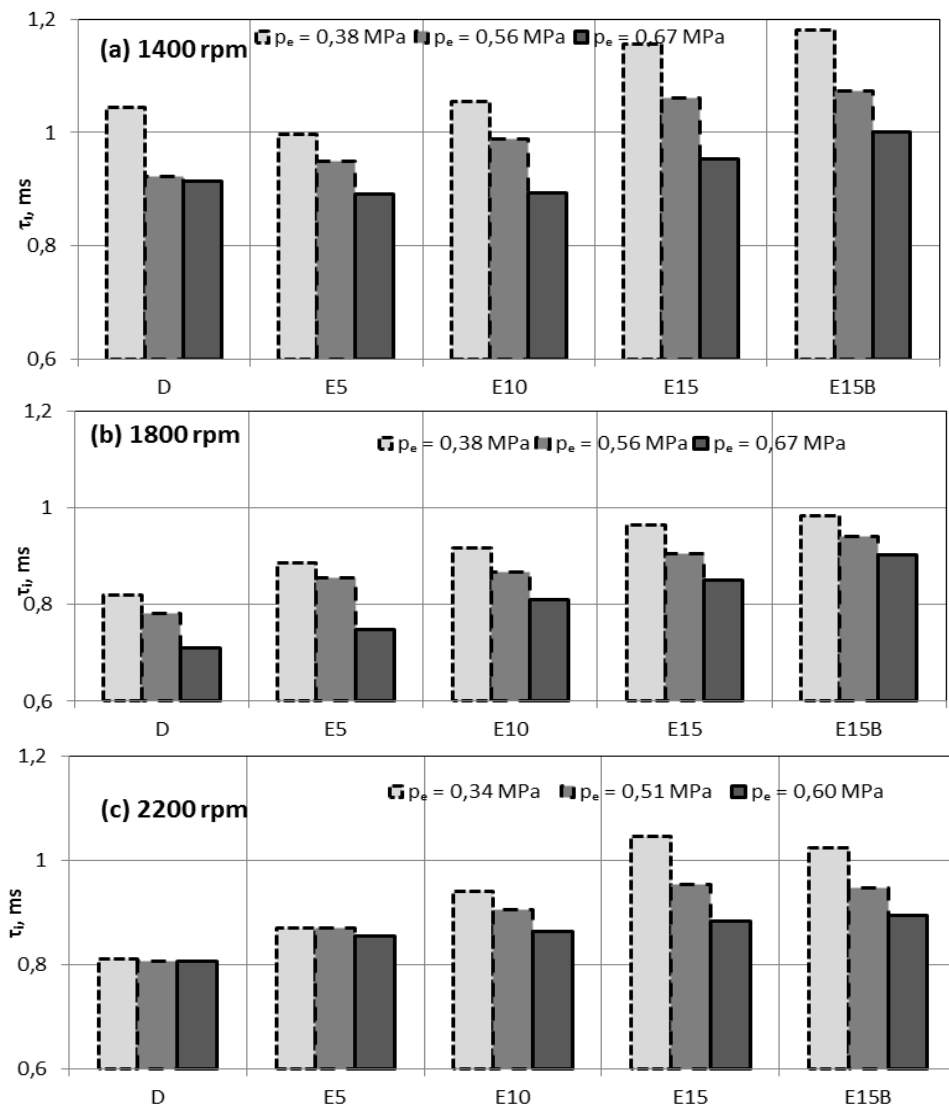 1,2
(a) 1400 rpm
pₑ = 0,38 MPa pₑ = 0,56 MPa pₑ = 0,67 MPa
1
τᵢ, ms
0,8
0,6
D E5 E10 E15 E15B
1,2
(b) 1800 rpm
pₑ = 0,38 MPa pₑ = 0,56 MPa pₑ = 0,67 MPa
1
τᵢ, ms
0,8
0,6
D E5 E10 E15 E15B
1,2
(c) 2200 rpm
pₑ = 0,34 MPa pₑ = 0,51 MPa pₑ = 0,60 MPa
1
τᵢ, ms
0,8
0,6
D E5 E10 E15 E15B